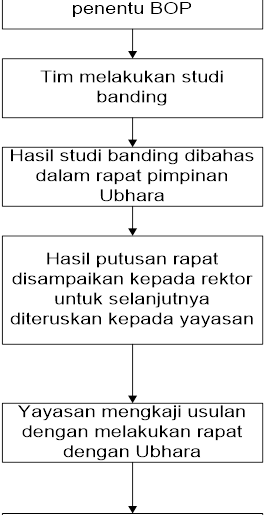 penentu BOP
Tim melakukan studi
banding
Hasil studi banding dibahas
dalam rapat pimpinan
Ubhara
Hasil putusan rapat
disampaikan kepada rektor
untuk selanjutnya
diteruskan kepada yayasan
Yayasan mengkaji usulan
dengan melakukan rapat
dengan Ubhara